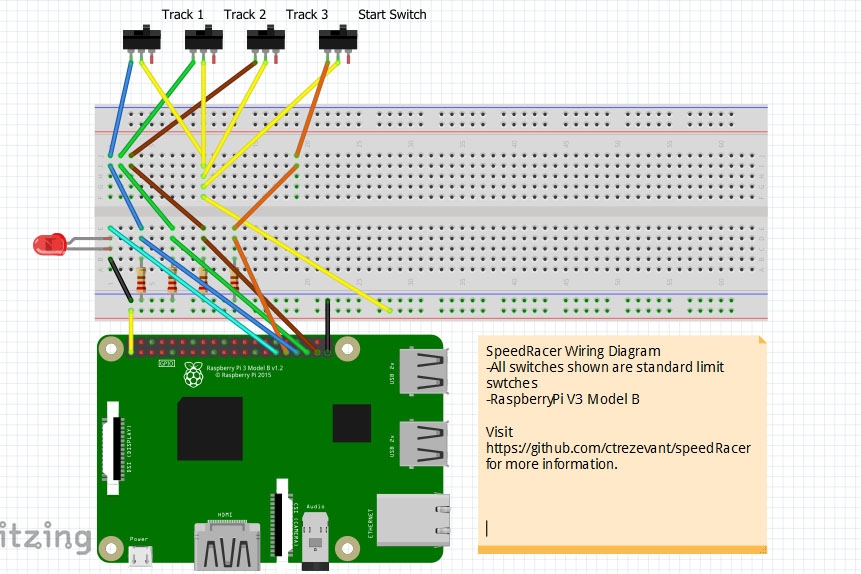 Track 1 Track 2 Track 3 Start Switch
GPIO
Raspberry Pi 3 Model B v1.2
© Raspberry Pi 2015
USB 2x
DSI (DISPLAY)
USB 2x
HDMI
CSI (CAMERA)
Audio
ETHERNET
Power
itzing
SpeedRacer Wiring Diagram
-All switches shown are standard limit
swtches
-RaspberryPi V3 Model B
Visit
https://github.com/ctrezevant/speedRacer
for more information.